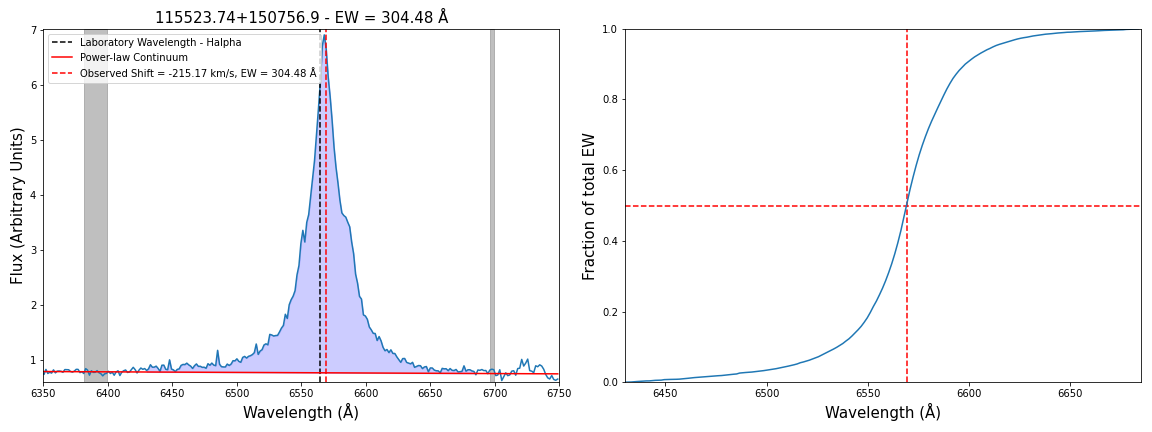 115523.74+150756.9 - EW = 304.48 Å
Laboratory Wavelength - Halpha
Power-law Continuum
Observed Shift = -215.17 km/s, EW = 304.48 Å
Flux (Arbitrary Units)
7
6
5
4
3
2
1
6350 6400 6450 6500 6550 6600 6650 6700 6750
Wavelength (Å)
Fraction of total EW
1.0
0.8
0.6
0.4
0.2
0.0
6450 6500 6550 6600 6650
Wavelength (Å)